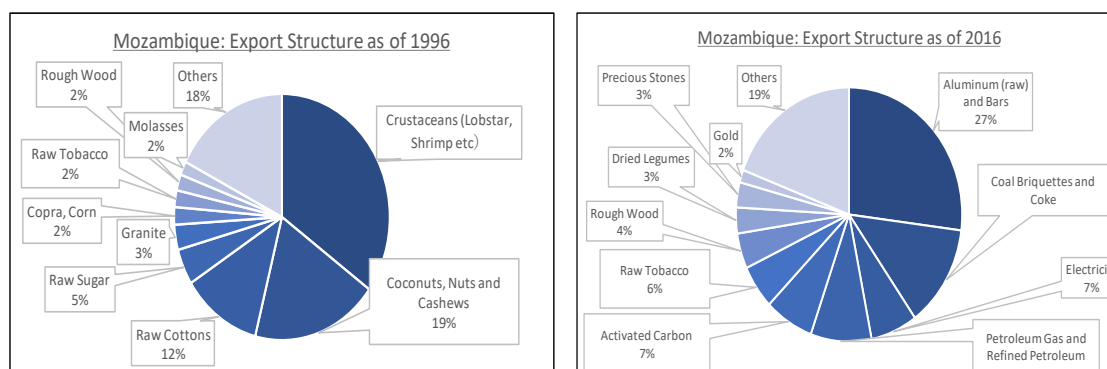 Mozambique: Export Structure as of 1996
Rough Wood
2%
Others
18%
Crustaceans (Lobstar,
Shrimp etc)
Molasses
2%
Raw Tobacco
2%
Copra, Corn
2%
Granite
3%
Raw Sugar
5%
Raw Cottons
12%
Coconuts, Nuts and
Cashews
19%
Mozambique: Export Structure as of 2016
Precious Stones
3%
Others
19%
Aluminum (raw) and
Bars
27%
Gold
2%
Dried Legumes
3%
Coal Briquettes and
Coke
Rough Wood
4%
Raw Tobacco
6%
Electrici
7%
Activated Carbon
7%
Petroleum Gas and
Refined Petroleum